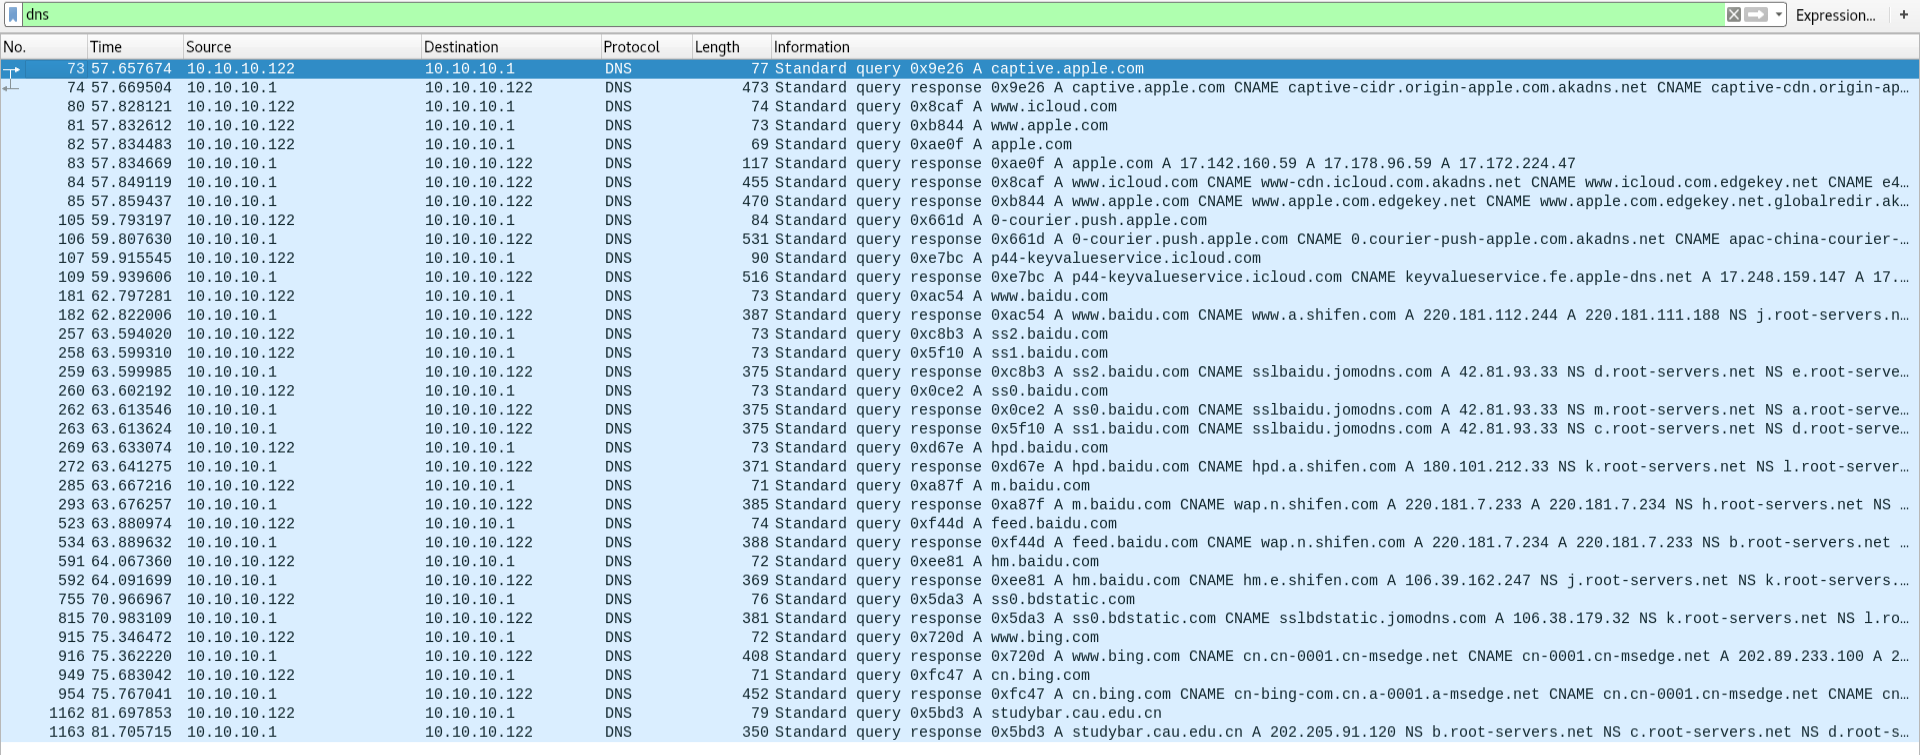 dns Expression... +
No. Time Source Destination Protocol Length Information
73 57.657674 10.10.10.122 10.10.10.1 DNS 77 Standard query 0x9e26 A captive.apple.com
74 57.669504 10.10.10.1 10.10.10.122 DNS 473 Standard query response 0x9e26 A captive.apple.com CNAME captive-cidr.origin-apple.com.akadns.net CNAME captive-cdn.origin-ap…
80 57.828121 10.10.10.122 10.10.10.1 DNS 74 Standard query 0x8caf A www.icloud.com
81 57.832612 10.10.10.122 10.10.10.1 DNS 73 Standard query 0xb844 A www.apple.com
82 57.834483 10.10.10.122 10.10.10.1 DNS 69 Standard query 0xae0f A apple.com
83 57.834669 10.10.10.1 10.10.10.122 DNS 117 Standard query response 0xae0f A apple.com A 17.142.160.59 A 17.178.96.59 A 17.172.224.47
84 57.849119 10.10.10.1 10.10.10.122 DNS 455 Standard query response 0x8caf A www.icloud.com CNAME www-cdn.icloud.com.akadns.net CNAME www.icloud.com.edgekey.net CNAME e4…
85 57.859437 10.10.10.1 10.10.10.122 DNS 470 Standard query response 0xb844 A www.apple.com CNAME www.apple.com.edgekey.net CNAME www.apple.com.edgekey.net.globalredir.ak…
105 59.793197 10.10.10.122 10.10.10.1 DNS 84 Standard query 0x661d A 0-courier.push.apple.com
106 59.807630 10.10.10.1 10.10.10.122 DNS 531 Standard query response 0x661d A 0-courier.push.apple.com CNAME 0.courier-push-apple.com.akadns.net CNAME apac-china-courier-…
107 59.915545 10.10.10.122 10.10.10.1 DNS 90 Standard query 0xe7bc A p44-keyvalueservice.icloud.com
109 59.939606 10.10.10.1 10.10.10.122 DNS 516 Standard query response 0xe7bc A p44-keyvalueservice.icloud.com CNAME keyvalueservice.fe.apple-dns.net A 17.248.159.147 A 17.…
181 62.797281 10.10.10.122 10.10.10.1 DNS 73 Standard query 0xac54 A www.baidu.com
182 62.822006 10.10.10.1 10.10.10.122 DNS 387 Standard query response 0xac54 A www.baidu.com CNAME www.a.shifen.com A 220.181.112.244 A 220.181.111.188 NS j.root-servers.n…
257 63.594020 10.10.10.122 10.10.10.1 DNS 73 Standard query 0xc8b3 A ss2.baidu.com
258 63.599310 10.10.10.122 10.10.10.1 DNS 73 Standard query 0x5f10 A ss1.baidu.com
259 63.599985 10.10.10.1 10.10.10.122 DNS 375 Standard query response 0xc8b3 A ss2.baidu.com CNAME sslbaidu.jomodns.com A 42.81.93.33 NS d.root-servers.net NS e.root-serve…
260 63.602192 10.10.10.122 10.10.10.1 DNS 73 Standard query 0x0ce2 A ss0.baidu.com
262 63.613546 10.10.10.1 10.10.10.122 DNS 375 Standard query response 0x0ce2 A ss0.baidu.com CNAME sslbaidu.jomodns.com A 42.81.93.33 NS m.root-servers.net NS a.root-serve…
263 63.613624 10.10.10.1 10.10.10.122 DNS 375 Standard query response 0x5f10 A ss1.baidu.com CNAME sslbaidu.jomodns.com A 42.81.93.33 NS c.root-servers.net NS d.root-serve…
269 63.633074 10.10.10.122 10.10.10.1 DNS 73 Standard query 0xd67e A hpd.baidu.com
272 63.641275 10.10.10.1 10.10.10.122 DNS 371 Standard query response 0xd67e A hpd.baidu.com CNAME hpd.a.shifen.com A 180.101.212.33 NS k.root-servers.net NS l.root-server…
285 63.667216 10.10.10.122 10.10.10.1 DNS 71 Standard query 0xa87f A m.baidu.com
293 63.676257 10.10.10.1 10.10.10.122 DNS 385 Standard query response 0xa87f A m.baidu.com CNAME wap.n.shifen.com A 220.181.7.233 A 220.181.7.234 NS h.root-servers.net NS …
523 63.880974 10.10.10.122 10.10.10.1 DNS 74 Standard query 0xf44d A feed.baidu.com
534 63.889632 10.10.10.1 10.10.10.122 DNS 388 Standard query response 0xf44d A feed.baidu.com CNAME wap.n.shifen.com A 220.181.7.234 A 220.181.7.233 NS b.root-servers.net …
591 64.067360 10.10.10.122 10.10.10.1 DNS 72 Standard query 0xee81 A hm.baidu.com
592 64.091699 10.10.10.1 10.10.10.122 DNS 369 Standard query response 0xee81 A hm.baidu.com CNAME hm.e.shifen.com A 106.39.162.247 NS j.root-servers.net NS k.root-servers.…
755 70.966967 10.10.10.122 10.10.10.1 DNS 76 Standard query 0x5da3 A ss0.bdstatic.com
815 70.983109 10.10.10.1 10.10.10.122 DNS 381 Standard query response 0x5da3 A ss0.bdstatic.com CNAME sslbdstatic.jomodns.com A 106.38.179.32 NS k.root-servers.net NS l.ro…
915 75.346472 10.10.10.122 10.10.10.1 DNS 72 Standard query 0x720d A www.bing.com
916 75.362220 10.10.10.1 10.10.10.122 DNS 408 Standard query response 0x720d A www.bing.com CNAME cn.cn-0001.cn-msedge.net CNAME cn-0001.cn-msedge.net A 202.89.233.100 A 2…
949 75.683042 10.10.10.122 10.10.10.1 DNS 71 Standard query 0xfc47 A cn.bing.com
954 75.767041 10.10.10.1 10.10.10.122 DNS 452 Standard query response 0xfc47 A cn.bing.com CNAME cn-bing-com.cn.a-0001.a-msedge.net CNAME cn.cn-0001.cn-msedge.net CNAME cn…
1162 81.697853 10.10.10.122 10.10.10.1 DNS 79 Standard query 0x5bd3 A studybar.cau.edu.cn
1163 81.705715 10.10.10.1 10.10.10.122 DNS 350 Standard query response 0x5bd3 A studybar.cau.edu.cn A 202.205.91.120 NS b.root-servers.net NS c.root-servers.net NS d.root-s…